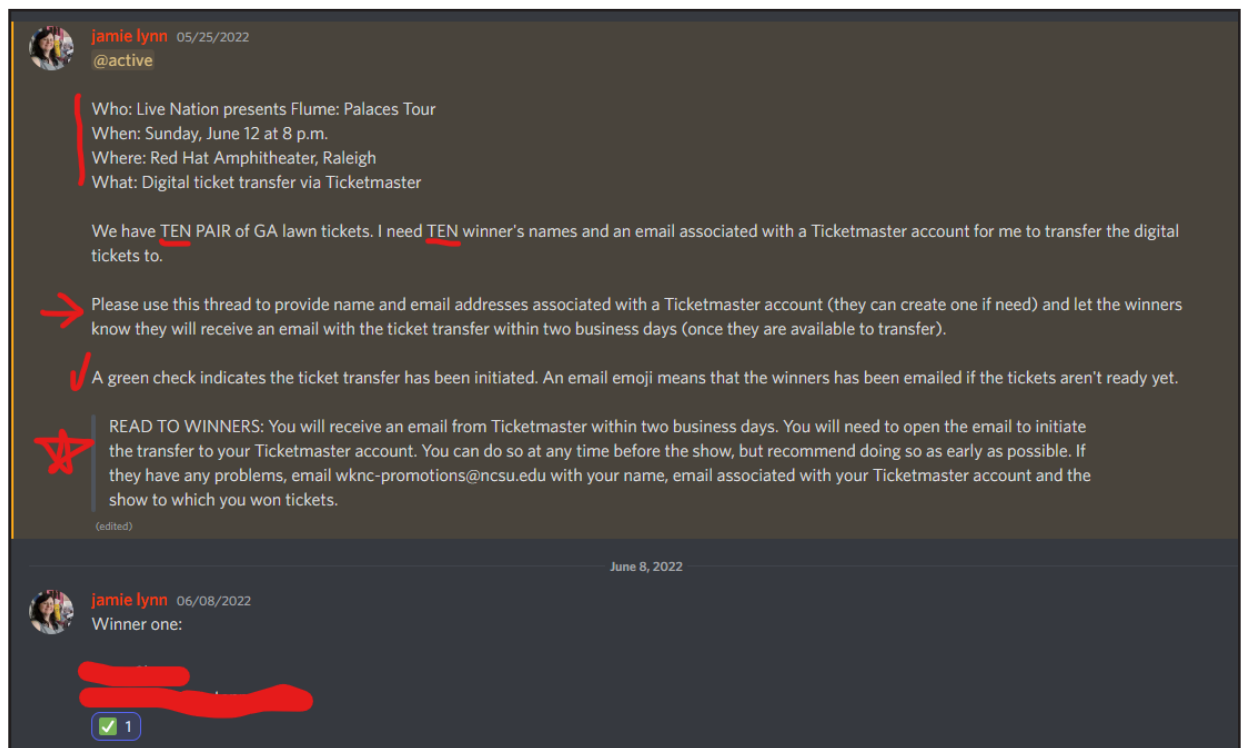 jamie lynn 05/25/2022
@active
Who: Live Nation presents Flume: Palaces Tour
When: Sunday, June 12 at 8 p.m.
Where: Red Hat Amphitheater, Raleigh
What: Digital ticket transfer via Ticketmaster
We have TEN PAIR of GA lawn tickets. I need TEN winner's names and an email associated with a Ticketmaster account for me to transfer the digital
tickets to.
Please use this thread to provide name and email addresses associated with a Ticketmaster account (they can create one if need) and let the winners
know they will receive an email with the ticket transfer within two business days (once they are available to transfer).
A green check indicates the ticket transfer has been initiated. An email emoji means that the winners has been emailed if the tickets aren't ready yet.
READ TO WINNERS: You will receive an email from Ticketmaster within two business days. You will need to open the email to initiate
the transfer to your Ticketmaster account. You can do so at any time before the show, but recommend doing so as early as possible. If
they have any problems, email wknc-promotions@ncsu.edu with your name, email associated with your Ticketmaster account and the
show to which you won tickets.
(edited)
June 8, 2022
jamie lynn 06/08/2022
Winner one:
✅ 1